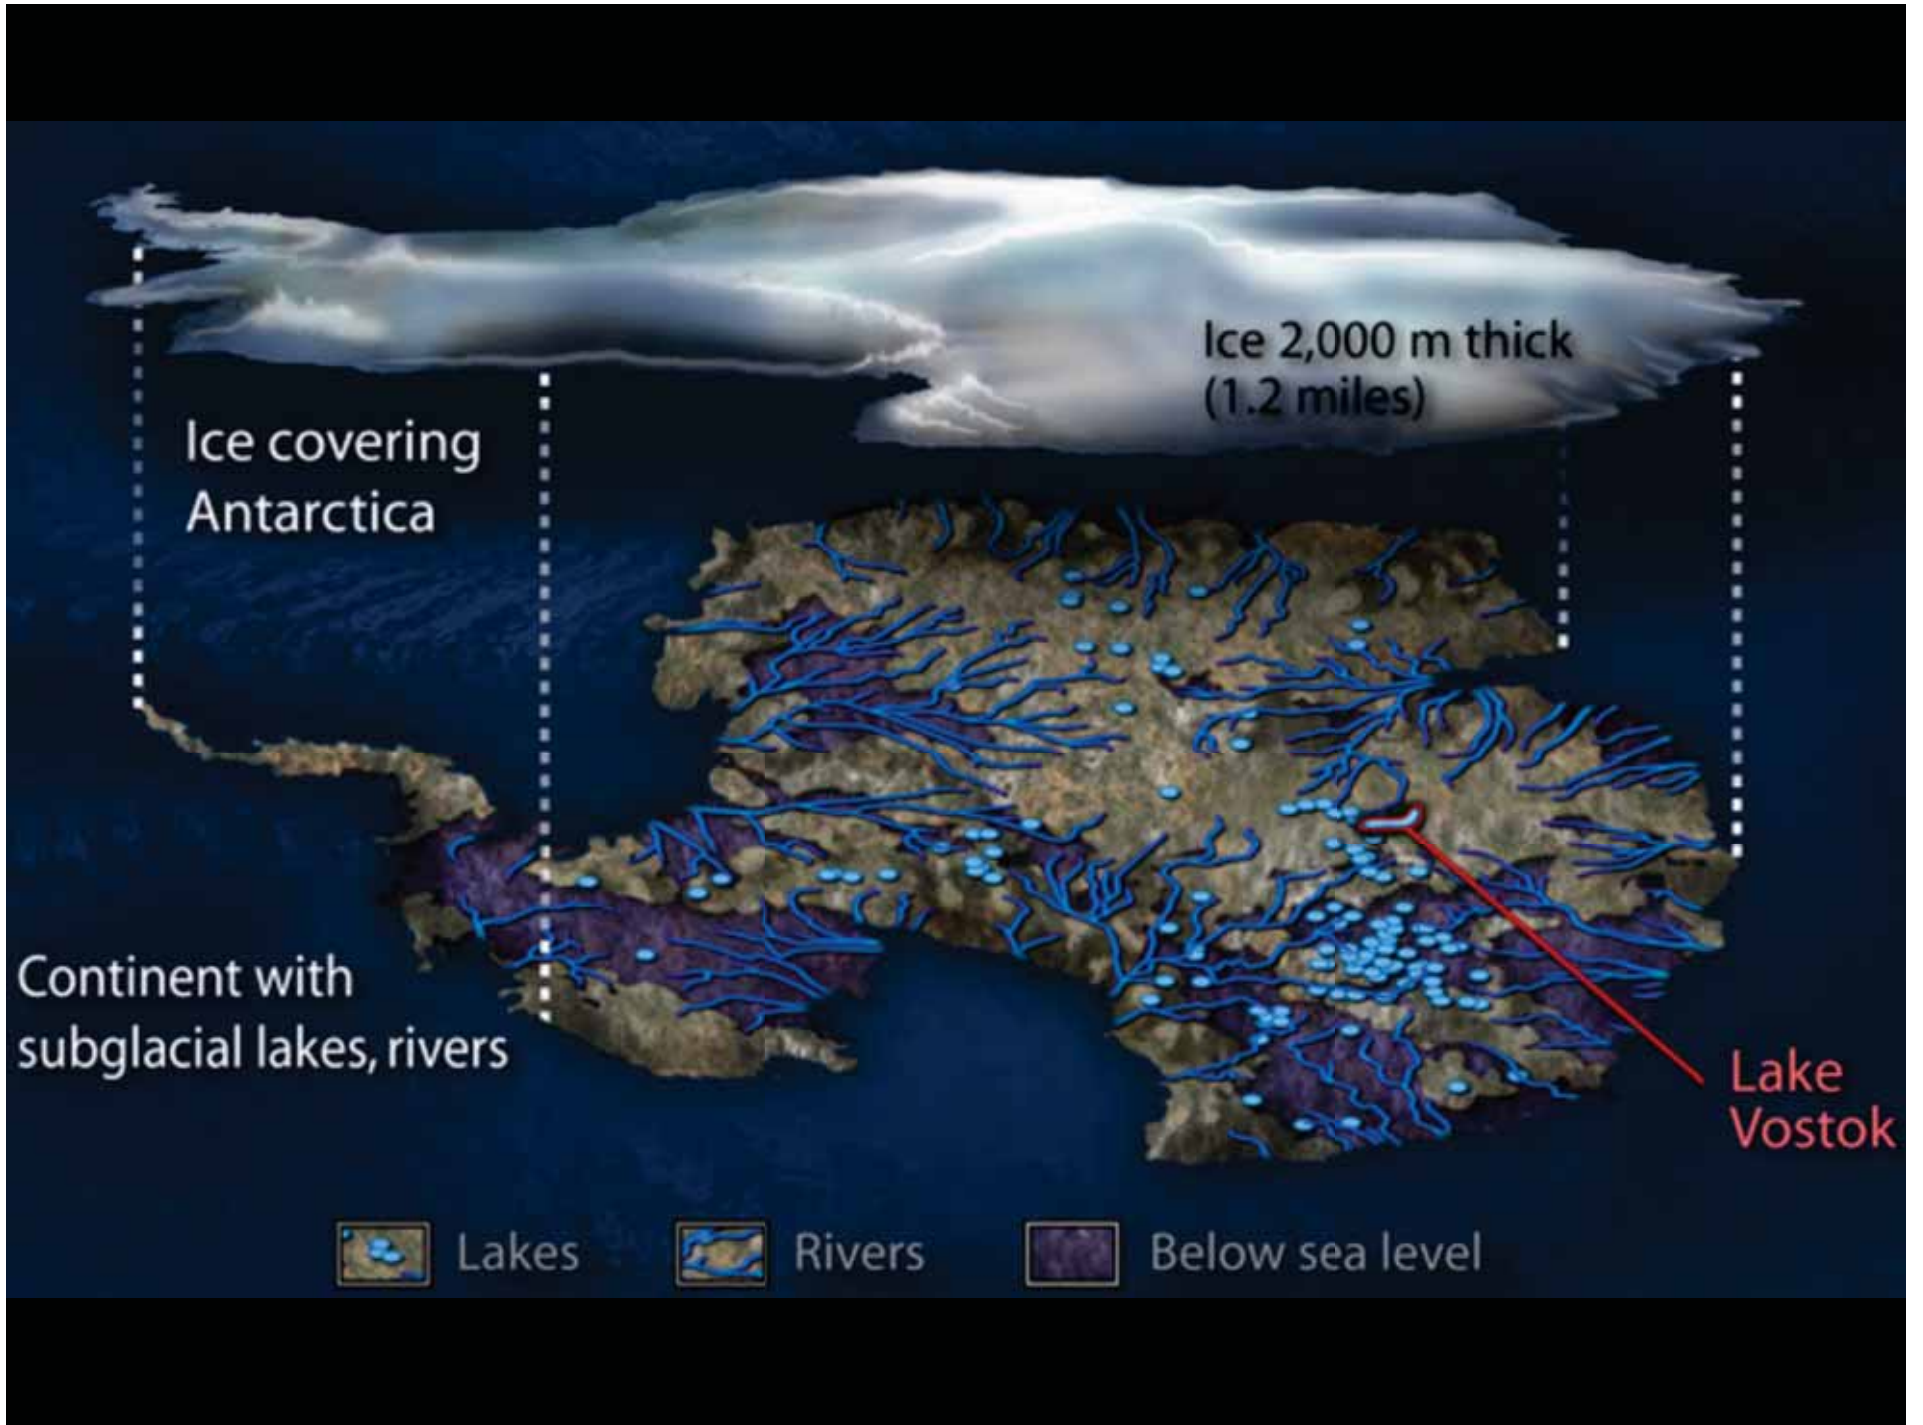 Ice 2,000 m thick
(1.2 miles)
Ice covering
Antarctica
Continent with
subglacial lakes, rivers
Lake
Vostok
Lakes
Rivers
Below sea level